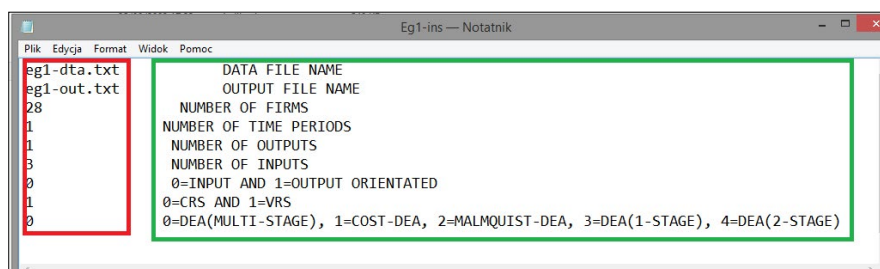 Eg1-ins — Notatnik
Plik Edycja Format Widok Pomoc
eg1-dta.txt DATA FILE NAME
eg1-out.txt OUTPUT FILE NAME
28 NUMBER OF FIRMS
1 NUMBER OF TIME PERIODS
1 NUMBER OF OUTPUTS
3 NUMBER OF INPUTS
0 0=INPUT AND 1=OUTPUT ORIENTATED
1 0=CRS AND 1=VRS
0 0=DEA(MULTI-STAGE), 1=COST-DEA, 2=MALMQUIST-DEA, 3=DEA(1-STAGE), 4=DEA(2-STAGE)